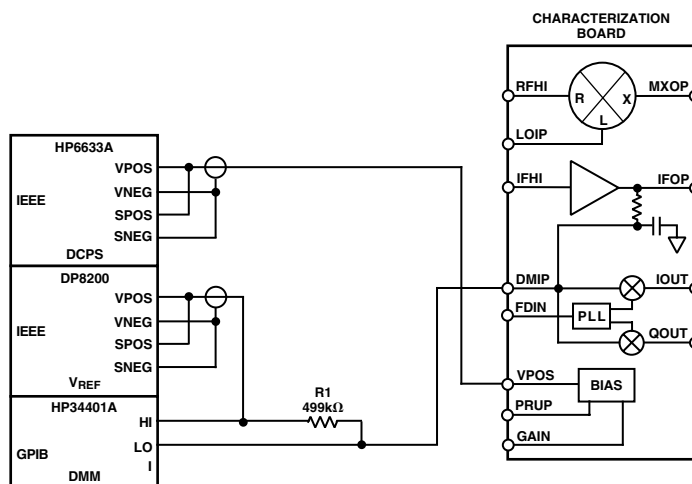 CHARACTERIZATION
BOARD
HP6633A
IEEE
VPOS
VNEG
SPOS
SNEG
DCPS
DP8200
IEEE
VPOS
VNEG
SPOS
SNEG
VREF
HP34401A
GPIB
HI
LO
I
DMM
R1
499kΩ
RFHI
R
X
L
MXOP
LOIP
IFHI
IFOP
DMIP
IOUT
FDIN
PLL
QOUT
VPOS
BIAS
PRUP
GAIN